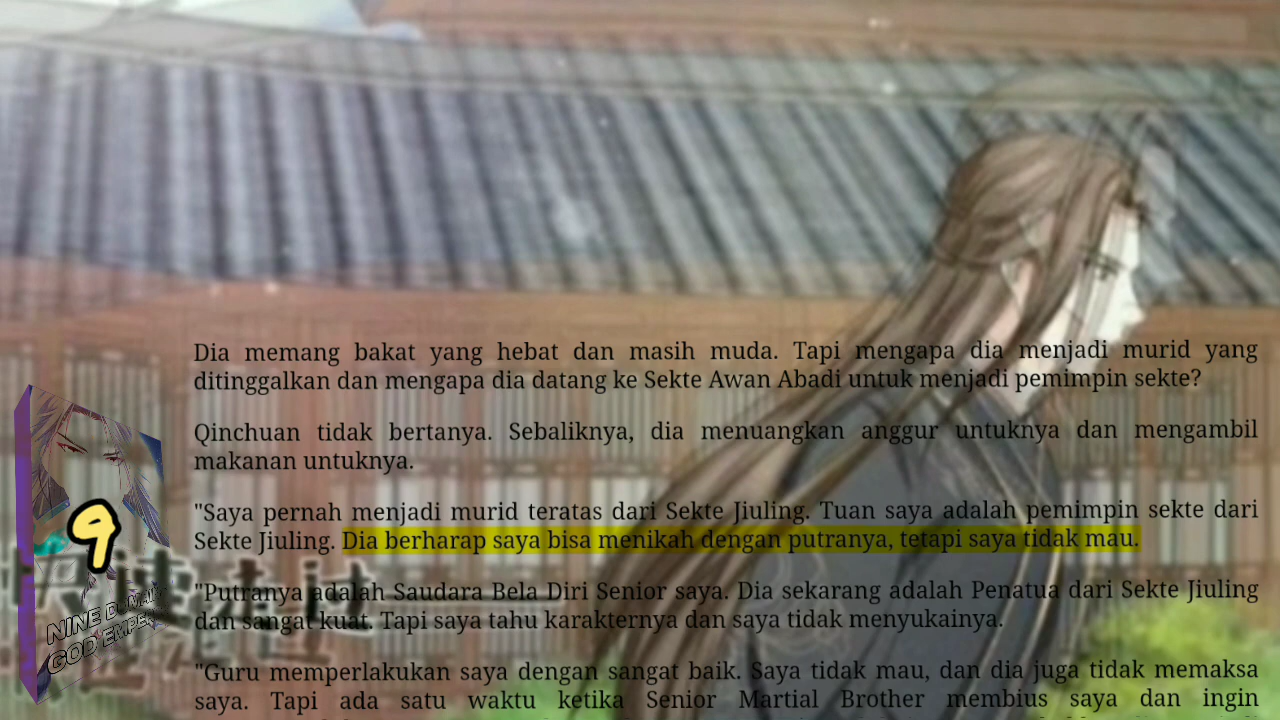 Dia memang bakat yang hebat dan masih muda. Tapi mengapa dia menjadi murid yang
ditinggalkan dan mengapa dia datang ke Sekte Awan Abadi untuk menjadi pemimpin sekte?
Qinchuan tidak bertanya. Sebaliknya, dia menuangkan anggur untuknya dan mengambil
makanan untuknya.
"Saya pernah menjadi murid teratas dari Sekte Jiuling. Tuan saya adalah pemimpin sekte dari
Sekte Jiuling. Dia berharap saya bisa menikah dengan putranya, tetapi saya tidak mau.
"Putranya adalah Saudara Bela Diri Senior saya. Dia sekarang adalah Penatua dari Sekte Jiuling
dan sangat kuat. Tapi saya tahu karakternya dan saya tidak menyukainya.
"Guru memperlakukan saya dengan sangat baik. Saya tidak mau, dan dia juga tidak memaksa
saya. Tapi ada satu waktu ketika Senior Martial Brother membius saya dan ingin
9
NINE DOMAIN
GOD EMPEROR